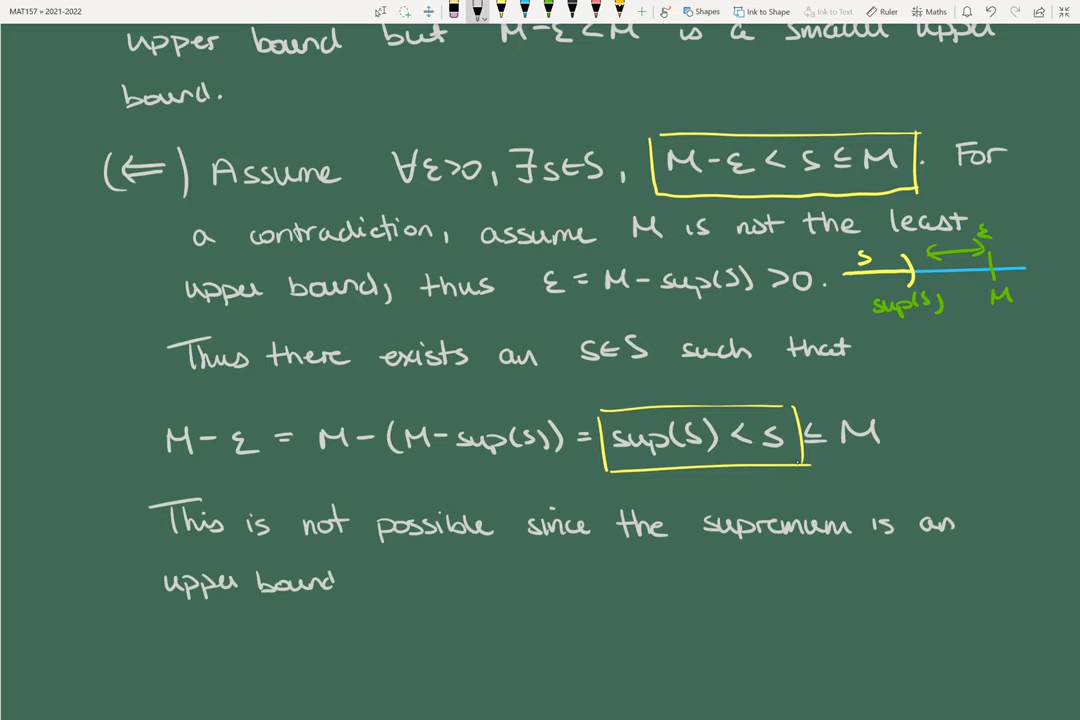 MAT157 » 2021-2022
Shapes Ink to Shape Ink to Text Ruler Maths
upper bound but M-ε<M is a smaller upper
bound.
(⇐) Assume ∀ε>0, ∃s∈S, M-ε < s ≤ M. For
a contradiction, assume M is not the least
upper bound, thus ε = M-sup(S) >0.
S ε
sup(S) M
Thus there exists an s∈S such that
M-ε = M-(M-sup(S)) = sup(S) < s ≤ M
This is not possible since the supremum is an
upper bound